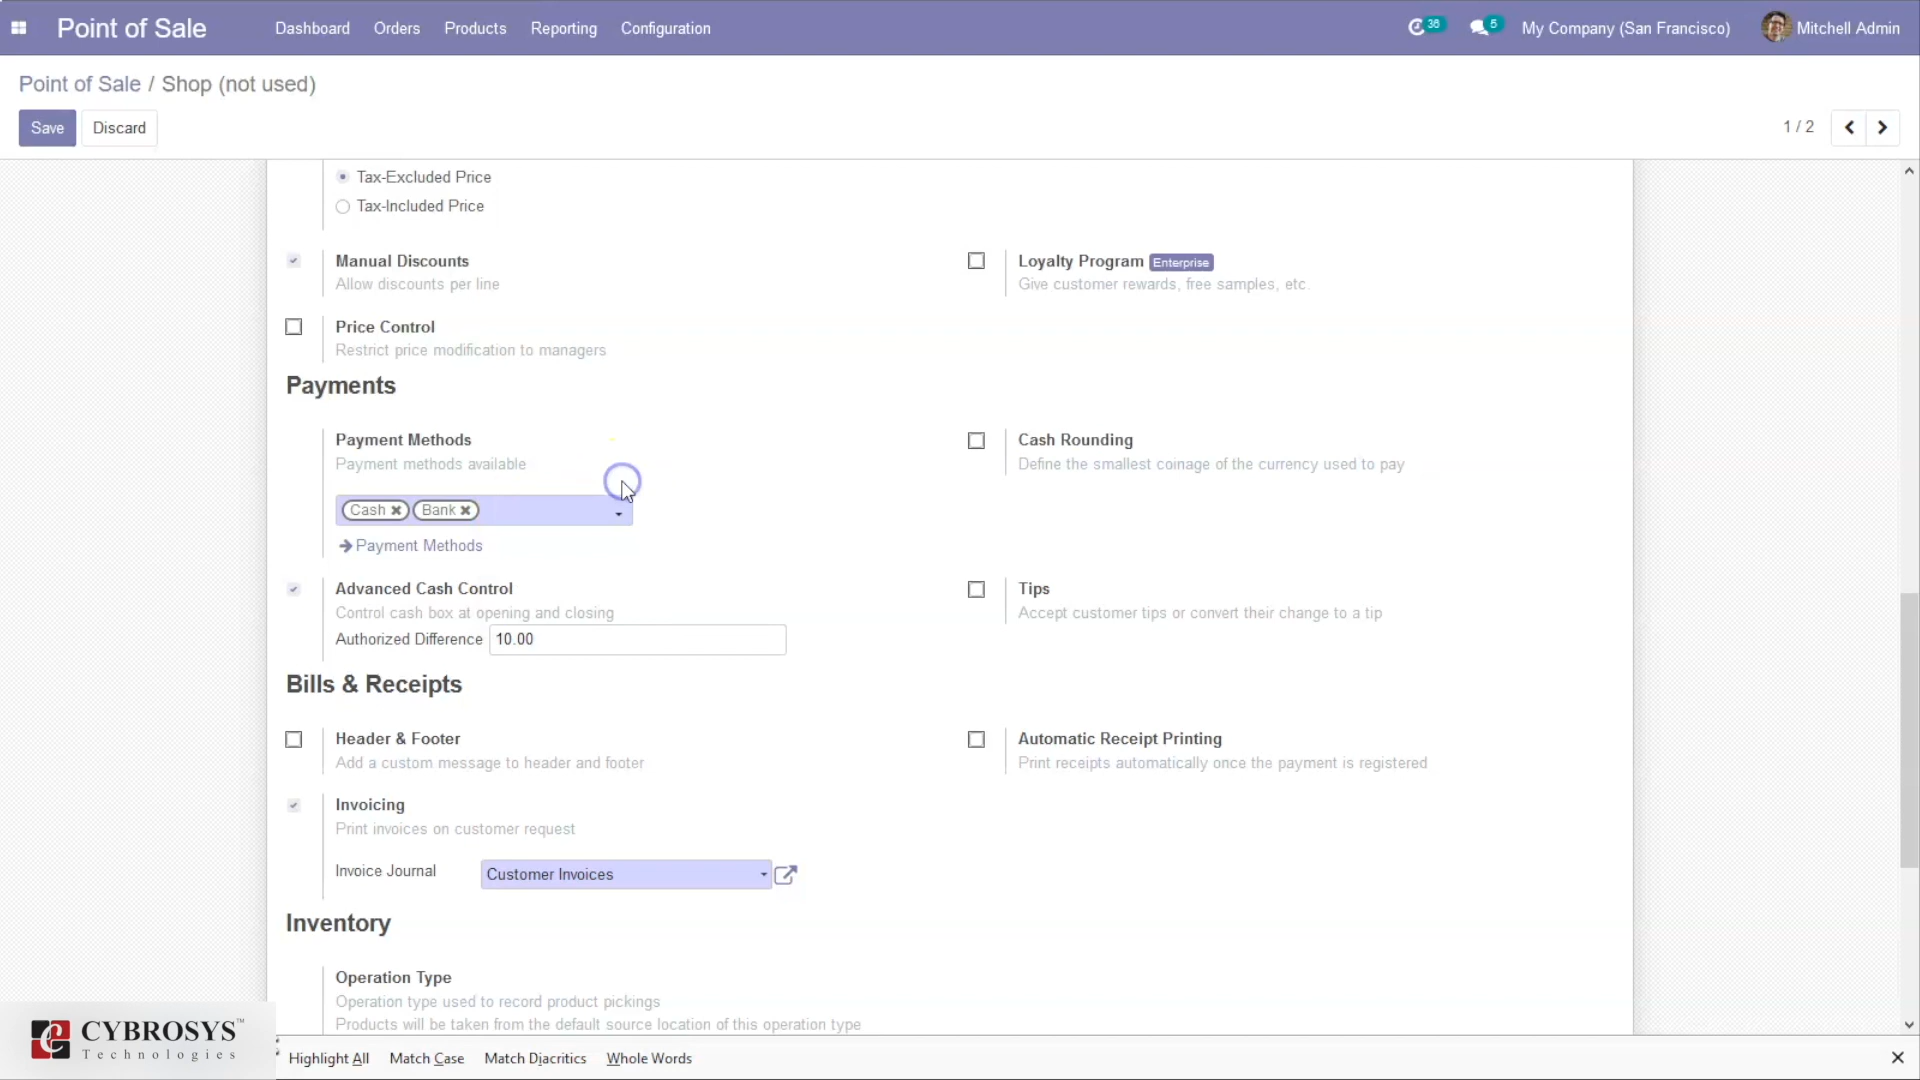 Point of Sale Dashboard Orders Products Reporting Configuration 36 5 My Company (San Francisco) Mitchell Admin
Point of Sale / Shop (not used)
Save Discard 1 / 2
Tax-Excluded Price
Tax-Included Price
Manual Discounts
Allow discounts per line
Loyalty Program Enterprise
Give customer rewards, free samples, etc.
Price Control
Restrict price modification to managers
Payments
Payment Methods
Payment methods available
Cash Bank
Payment Methods
Cash Rounding
Define the smallest coinage of the currency used to pay
Advanced Cash Control
Control cash box at opening and closing
Authorized Difference 10.00
Tips
Accept customer tips or convert their change to a tip
Bills & Receipts
Header & Footer
Add a custom message to header and footer
Automatic Receipt Printing
Print receipts automatically once the payment is registered
Invoicing
Print invoices on customer request
Invoice Journal Customer Invoices
Inventory
Operation Type
Operation type used to record product pickings
Products will be taken from the default source location of this operation type
CYBROSYS™
Technologies
Highlight All Match Case Match Diacritics Whole Words